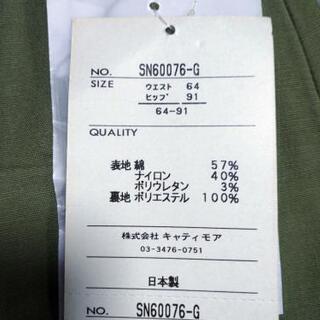 NO. SN60076-G
SIZE ウエスト 64
ヒップ 91
64-91
QUALITY
表地 綿 57%
ナイロン 40%
ポリウレタン 3%
裏地 ポリエステル 100%
株式会社 キャティモア
03-3476-0751
日本製
NO. SN60076-G